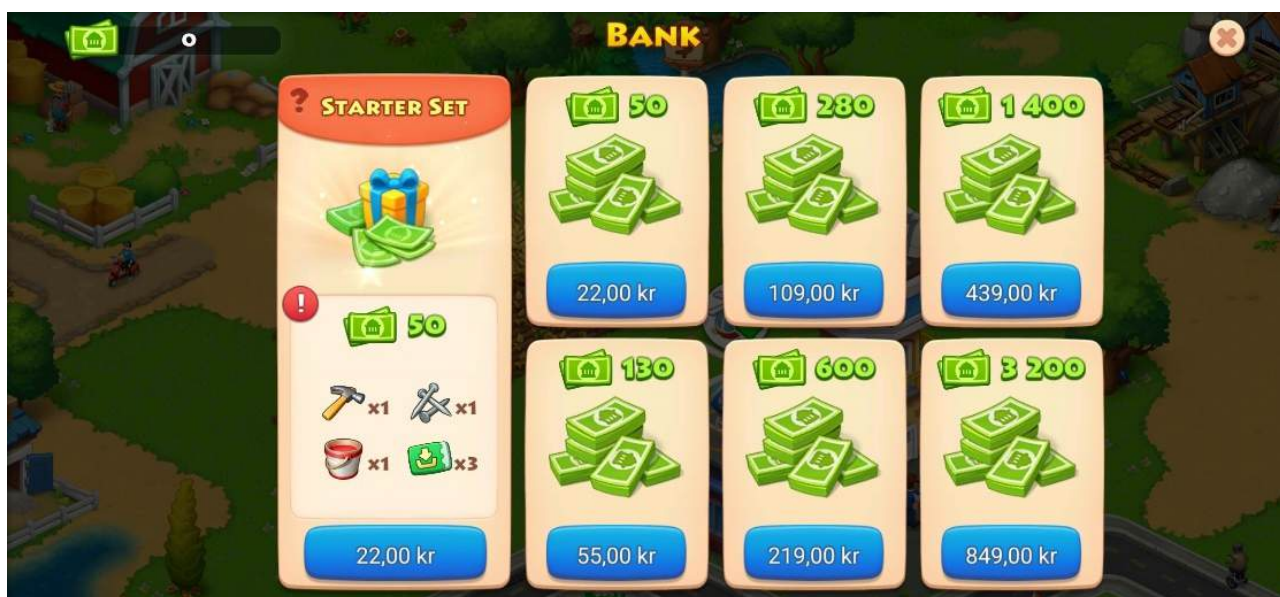 0
BANK
? STARTER SET
!
50
x1
x1
x1
x3
22,00 kr
50
22,00 kr
280
109,00 kr
1 400
439,00 kr
130
55,00 kr
600
219,00 kr
3 200
849,00 kr